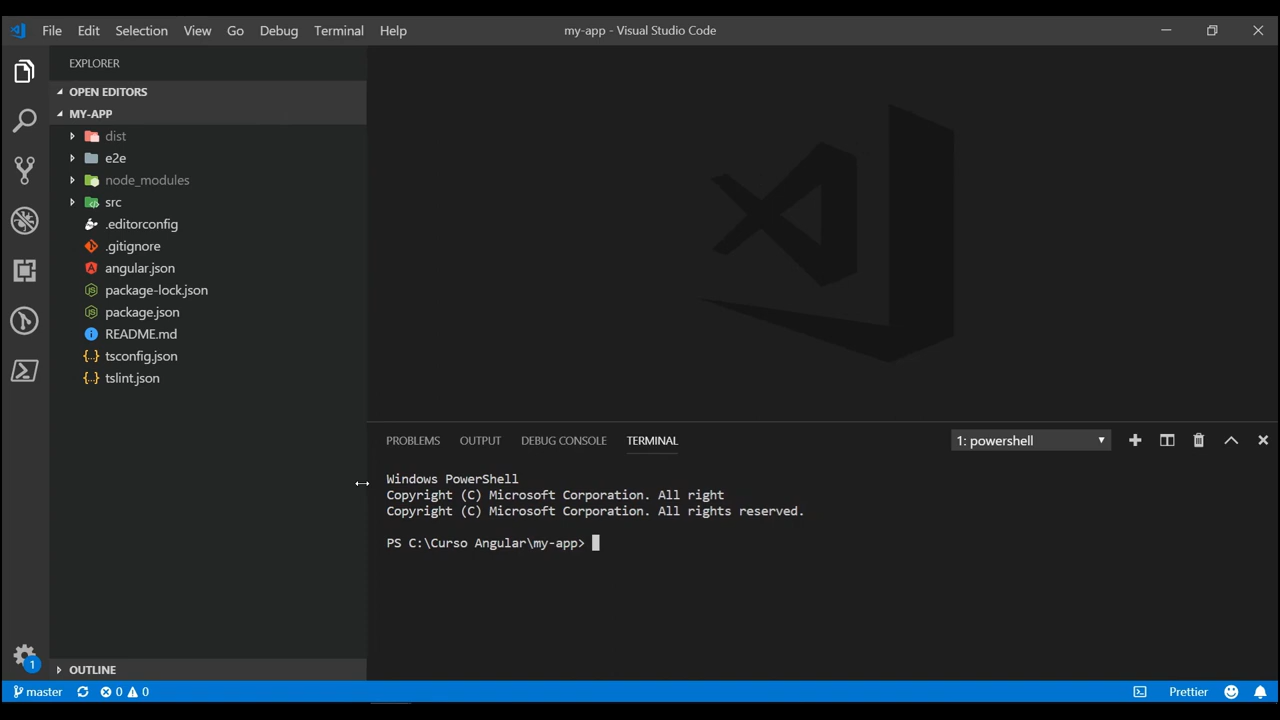 File Edit Selection View Go Debug Terminal Help
my-app - Visual Studio Code
EXPLORER
OPEN EDITORS
MY-APP
dist
e2e
node_modules
src
.editorconfig
.gitignore
angular.json
package-lock.json
package.json
README.md
tsconfig.json
tslint.json
OUTLINE
PROBLEMS OUTPUT DEBUG CONSOLE TERMINAL
1: powershell
Windows PowerShell
Copyright (C) Microsoft Corporation. All right
Copyright (C) Microsoft Corporation. All rights reserved.
PS C:\Curso Angular\my-app>
1
master 0 0
Prettier